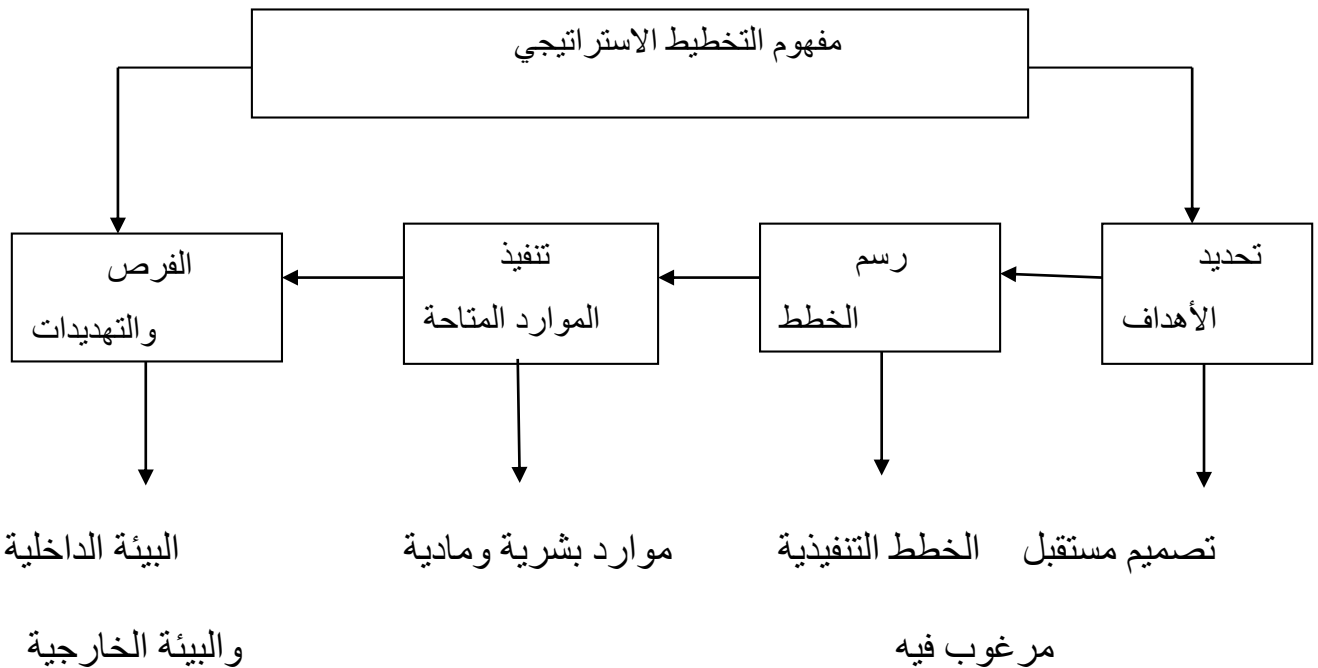 مفهوم التخطيط الاستراتيجي
تحديد
الأهداف
رسم
الخطط
تنفيذ
الموارد المتاحة
الفرص
والتهديدات
تصميم مستقبل
مرغوب فيه
الخطط التنفيذية
موارد بشرية ومادية
البيئة الداخلية
والبيئة الخارجية